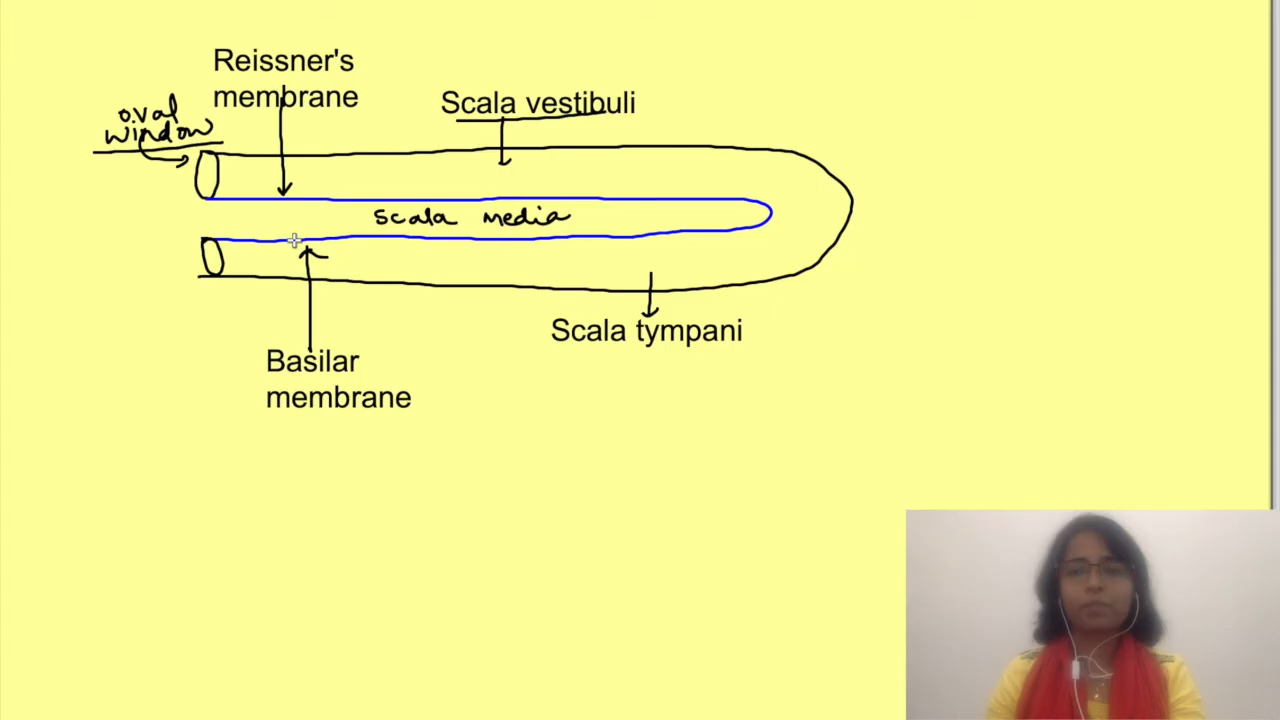 Reissner's
membrane
oval
window
Scala vestibuli
scala media
Scala tympani
Basilar
membrane